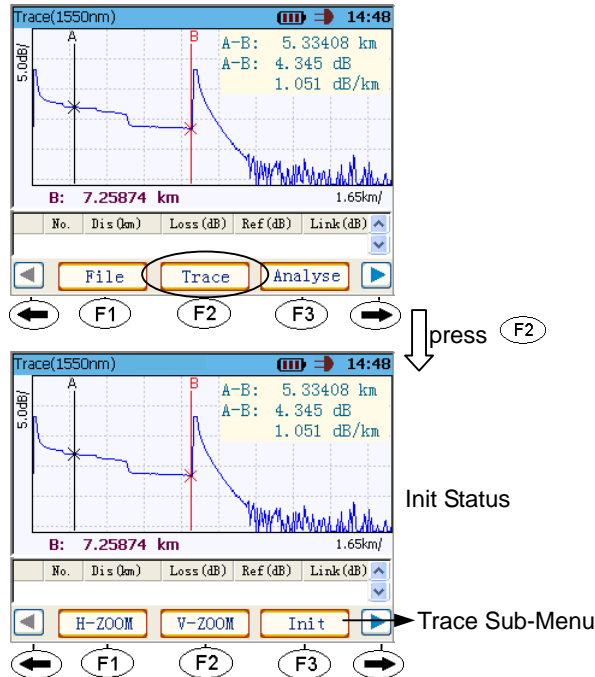 Trace(1550nm) 14:48
A B
5.0dB/
A-B: 5.33408 km
A-B: 4.345 dB
1.051 dB/km
B: 7.25874 km 1.65km/
No. Dis(km) Loss(dB) Ref(dB) Link(dB)
File Trace Analyse
F1 F2 F3
press F2
Trace(1550nm) 14:48
A B
5.0dB/
A-B: 5.33408 km
A-B: 4.345 dB
1.051 dB/km
Init Status
B: 7.25874 km 1.65km/
No. Dis(km) Loss(dB) Ref(dB) Link(dB)
H-ZOOM V-ZOOM Init Trace Sub-Menu
F1 F2 F3